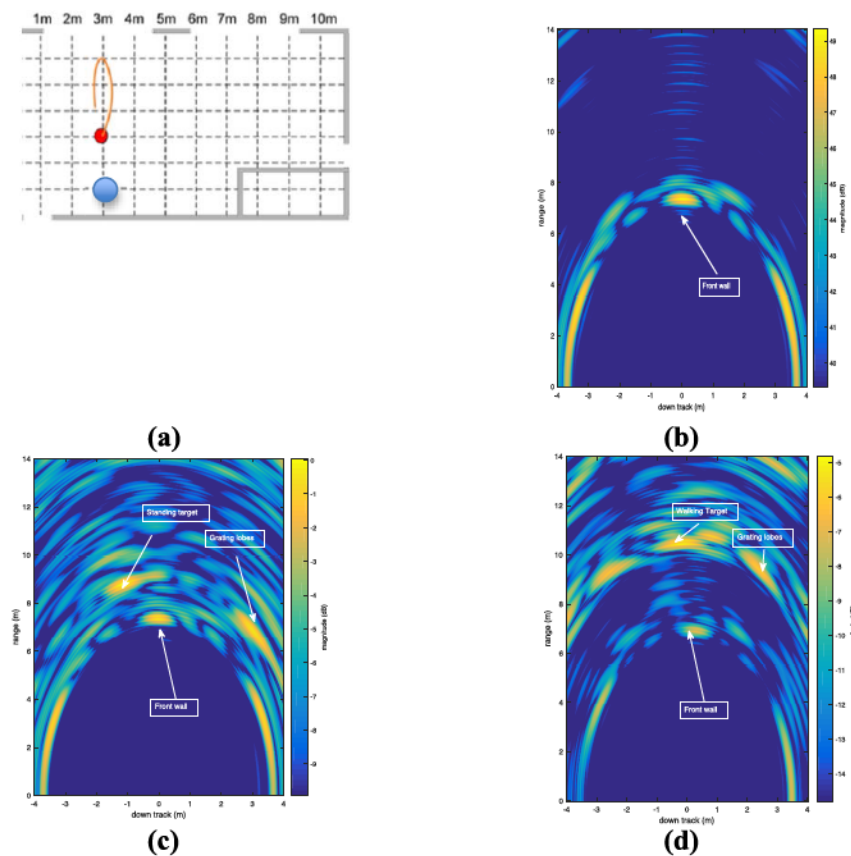 1m 2m 3m 4m 5m 6m 7m 8m 9m 10m
(a)
14
12
10
8
6
4
2
0
range (m)
-4 -3 -2 -1 0 1 2 3 4
down track (m)
Front wall
49
48
47
46
45
44
43
42
41
40
magnitude (dB)
(b)
14
12
10
8
6
4
2
0
range (m)
-4 -3 -2 -1 0 1 2 3 4
down track (m)
Standing target
Grating lobes
Front wall
0
-1
-2
-3
-4
-5
-6
-7
-8
-9
magnitude (dB)
(c)
14
12
10
8
6
4
2
0
range (m)
-4 -3 -2 -1 0 1 2 3 4
down track (m)
Walking Target
Grating lobes
Front wall
-5
-6
-7
-8
-9
-10
-11
-12
-13
-14
(d)